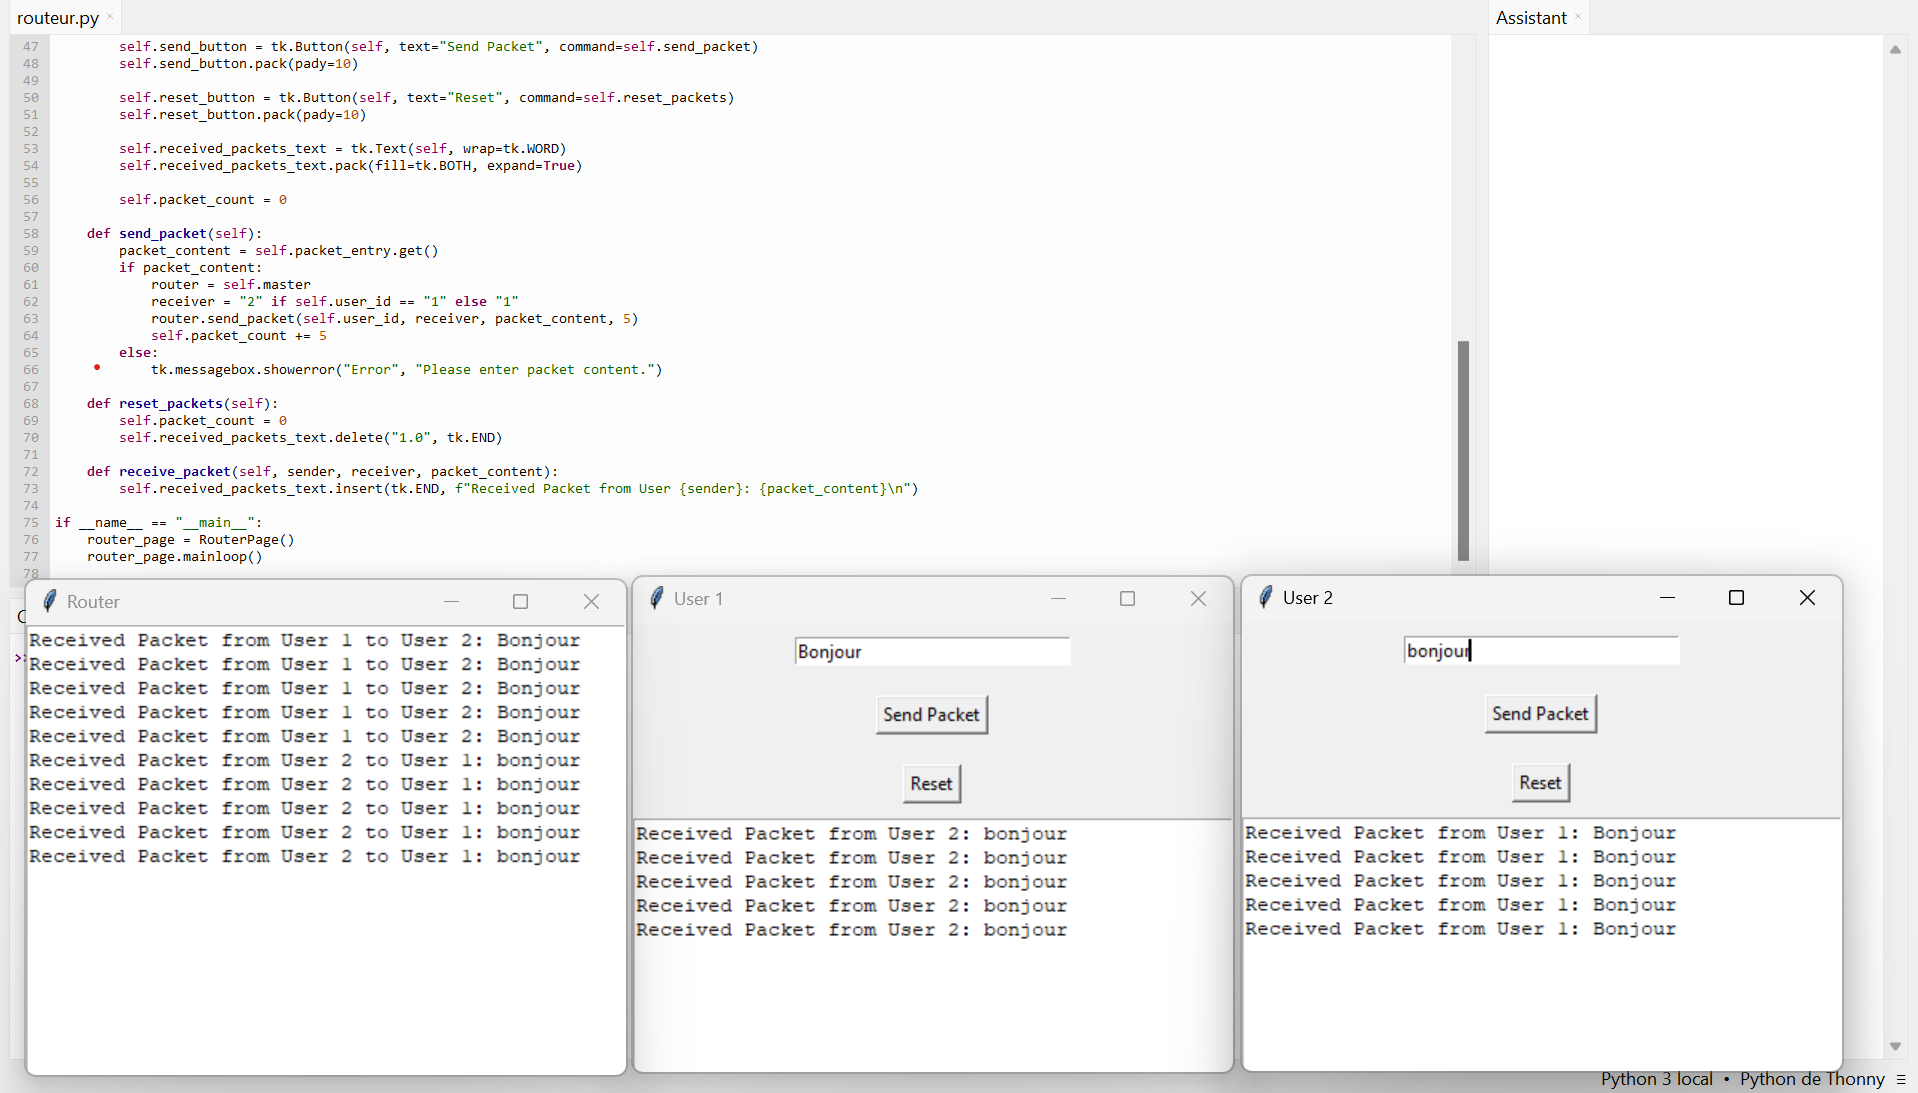 routeur.py
47 self.send_button = tk.Button(self, text="Send Packet", command=self.send_packet)
48 self.send_button.pack(pady=10)
49
50 self.reset_button = tk.Button(self, text="Reset", command=self.reset_packets)
51 self.reset_button.pack(pady=10)
52
53 self.received_packets_text = tk.Text(self, wrap=tk.WORD)
54 self.received_packets_text.pack(fill=tk.BOTH, expand=True)
55
56 self.packet_count = 0
57
58 def send_packet(self):
59 packet_content = self.packet_entry.get()
60 if packet_content:
61 router = self.master
62 receiver = "2" if self.user_id == "1" else "1"
63 router.send_packet(self.user_id, receiver, packet_content, 5)
64 self.packet_count += 5
65 else:
66 tk.messagebox.showerror("Error", "Please enter packet content.")
67
68 def reset_packets(self):
69 self.packet_count = 0
70 self.received_packets_text.delete("1.0", tk.END)
71
72 def receive_packet(self, sender, receiver, packet_content):
73 self.received_packets_text.insert(tk.END, f"Received Packet from User {sender}: {packet_content}\n")
74
75 if __name__ == "__main__":
76 router_page = RouterPage()
77 router_page.mainloop()
78
Assistant
Router
Received Packet from User 1 to User 2: Bonjour
Received Packet from User 1 to User 2: Bonjour
Received Packet from User 1 to User 2: Bonjour
Received Packet from User 1 to User 2: Bonjour
Received Packet from User 1 to User 2: Bonjour
Received Packet from User 2 to User 1: bonjour
Received Packet from User 2 to User 1: bonjour
Received Packet from User 2 to User 1: bonjour
Received Packet from User 2 to User 1: bonjour
Received Packet from User 2 to User 1: bonjour
User 1
Bonjour
Send Packet
Reset
Received Packet from User 2: bonjour
Received Packet from User 2: bonjour
Received Packet from User 2: bonjour
Received Packet from User 2: bonjour
Received Packet from User 2: bonjour
User 2
bonjour
Send Packet
Reset
Received Packet from User 1: Bonjour
Received Packet from User 1: Bonjour
Received Packet from User 1: Bonjour
Received Packet from User 1: Bonjour
Received Packet from User 1: Bonjour
Python 3 local • Python de Thonny ≡